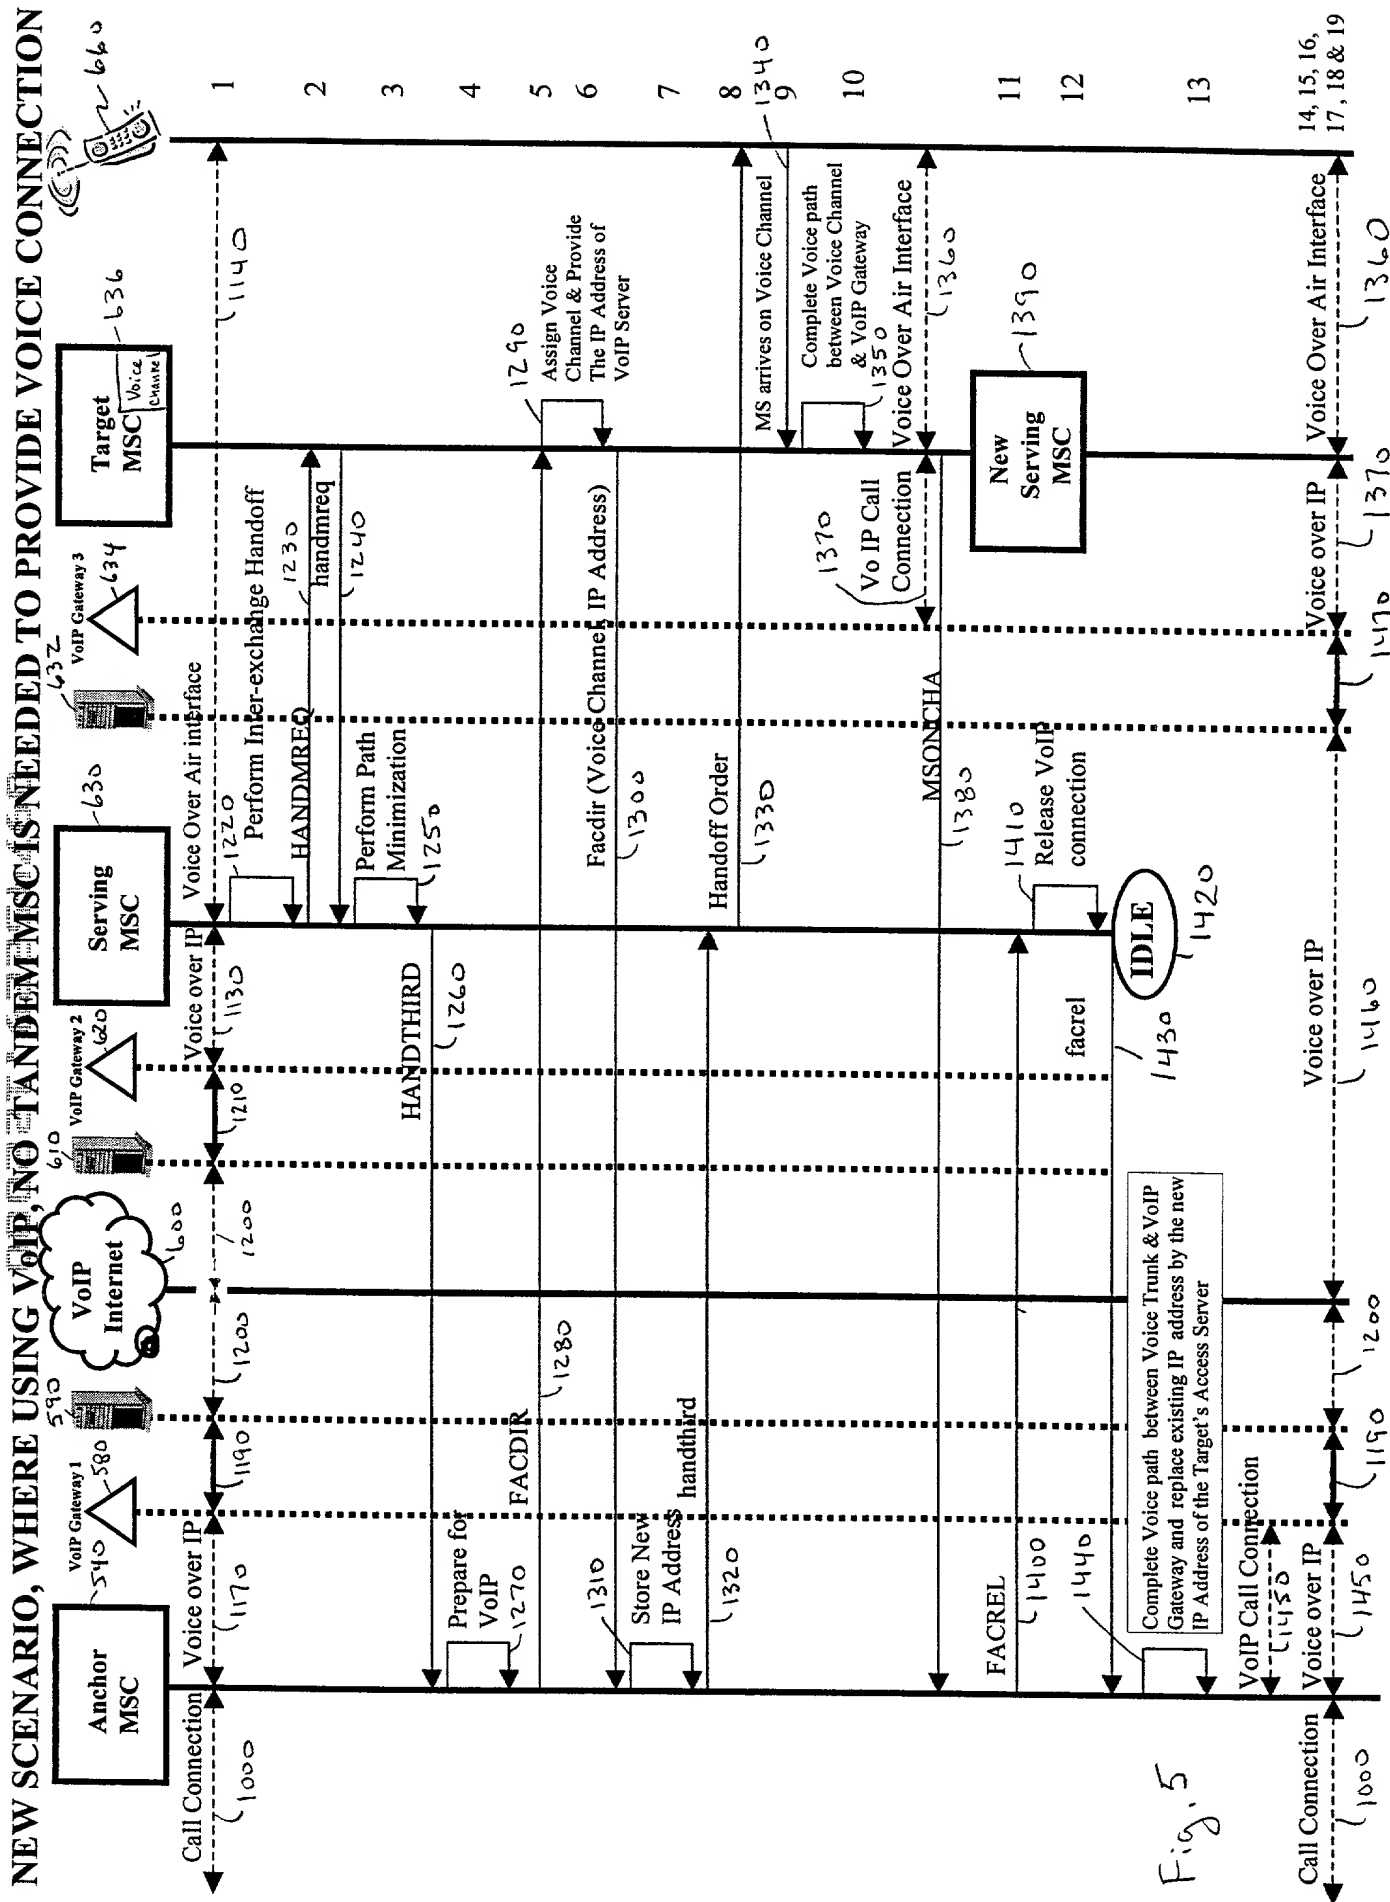 NEW SCENARIO, WHERE USING VoIP, NO TANDEM MSC IS NEEDED TO PROVIDE VOICE CONNECTION
Anchor
MSC
540
VoIP Gateway 1
580
590
VoIP
Internet
600
610
VoIP Gateway 2
620
Serving
MSC
630
632
VoIP Gateway 3
634
Target
MSC
Voice
channel
636
660
Call Connection
1000
Voice over IP
1170
1190
1200
1200
1210
Voice over IP
1130
Voice Over Air interface
1140
1
1220
Perform Inter-exchange Handoff
HANDMREQ
1230
2
handmreq
1240
Perform Path
Minimization
1250
3
HANDTHIRD
1260
Prepare for
VoIP
1270
4
FACDIR
1280
5
1290
Assign Voice
Channel & Provide
The IP Address of
VoIP Server
Facdir (Voice Channel, IP Address)
1300
6
1310
Store New
IP Address
7
handthird
1320
Handoff Order
1330
8
MS arrives on Voice Channel
1340
9
Complete Voice path
between Voice Channel
& VoIP Gateway
1350
10
1370
Vo IP Call
Connection
Voice Over Air Interface
1360
MSONCHA
1380
New
Serving
MSC
1390
FACREL
1400
11
1410
Release VoIP
connection
12
IDLE
1420
facrel
1430
1440
Complete Voice path between Voice Trunk & VoIP
Gateway and replace existing IP address by the new
IP Address of the Target's Access Server
13
VoIP Call Connection
1450
14, 15, 16,
17, 18 & 19
Call Connection
1000
Voice over IP
1450
1190
1200
Voice over IP
1460
1470
Voice over IP
1370
Voice Over Air Interface
1360
Fig. 5